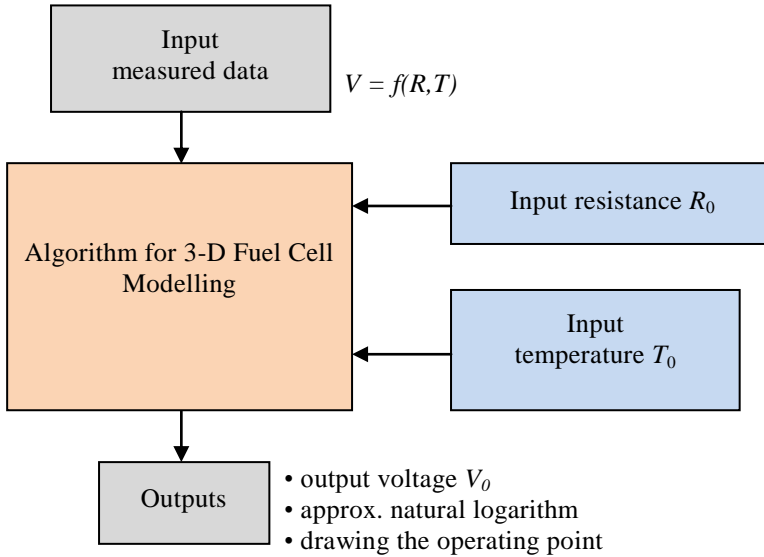 Input
measured data
V = f(R,T)
Algorithm for 3-D Fuel Cell
Modelling
Input resistance R₀
Input
temperature T₀
Outputs
• output voltage V₀
• approx. natural logarithm
• drawing the operating point